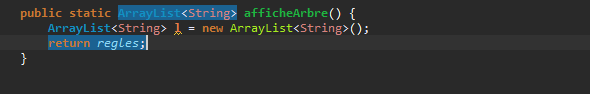 public static ArrayList<String> afficheArbre() {
ArrayList<String> l = new ArrayList<String>();
return regles;
}